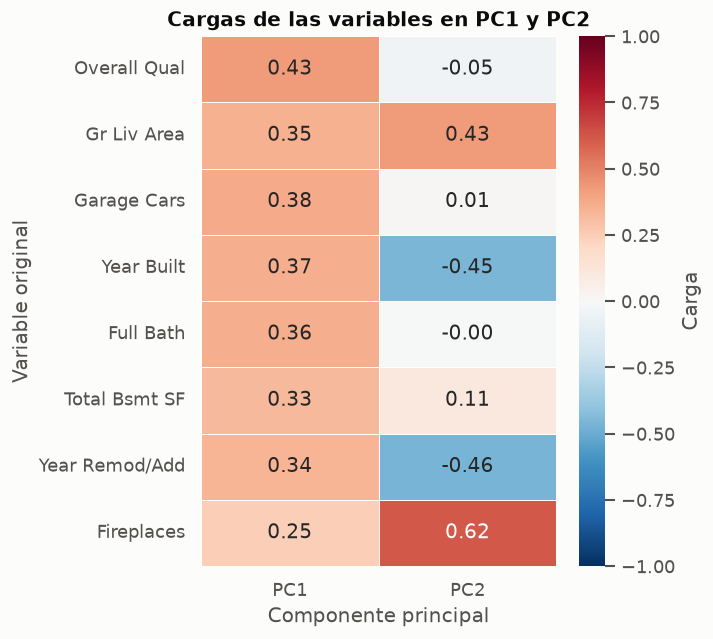 Cargas de las variables en PC1 y PC2
Variable original
Overall Qual 0.43 -0.05
Gr Liv Area 0.35 0.43
Garage Cars 0.38 0.01
Year Built 0.37 -0.45
Full Bath 0.36 -0.00
Total Bsmt SF 0.33 0.11
Year Remod/Add 0.34 -0.46
Fireplaces 0.25 0.62
PC1 PC2
Componente principal
1.00
0.75
0.50
0.25
0.00
−0.25
−0.50
−0.75
−1.00
Carga